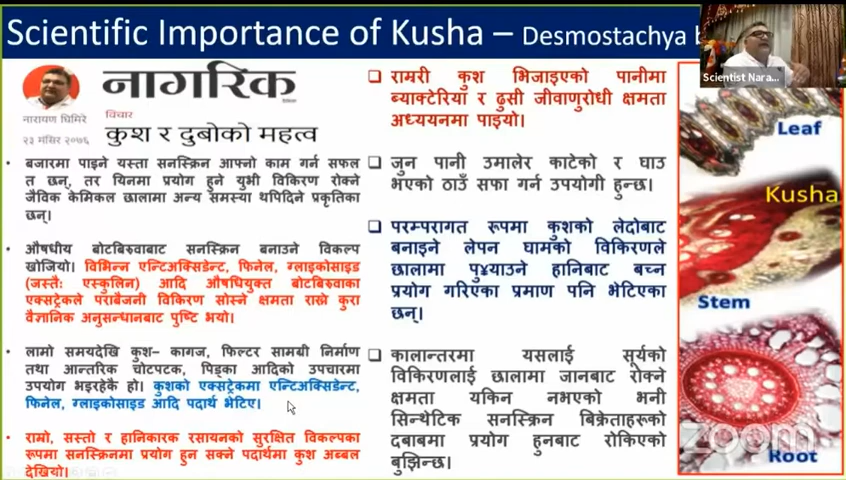 Scientific Importance of Kusha – Desmostachya b
Scientist Nara...
नागरिक
दैनिक
नारायण घिमिरे
२३ मंसिर २०७६
विचार
कुश र दुबोको महत्व
• बजारमा पाइने यस्ता सनस्क्रिन आफ्नो काम गर्न सफल
त छन्, तर यिनमा प्रयोग हुने युभी विकिरण रोक्ने
जैविक केमिकल छालामा अन्य समस्या थपिदिने प्रकृतिका
छन्।
• औषधीय बोटबिरुवाबाट सनस्क्रिन बनाउने विकल्प
खोजियो। विभिन्न एन्टिअक्सिडेन्ट, फिनेल, ग्लाइकोसाइड
(जस्तैः एस्कुलिन) आदि औषधियुक्त बोटबिरुवाका
एक्सट्रेकले पराबैजनी विकिरण सोस्ने क्षमता राख्ने कुरा
वैज्ञानिक अनुसन्धानबाट पुष्टि भयो।
• लामो समयदेखि कुश– कागज, फिल्टर सामग्री निर्माण
तथा आन्तरिक चोटपटक, पिड्का आदिको उपचारमा
उपयोग भइरहेकै हो। कुशको एक्सट्रेकमा एन्टिअक्सिडेन्ट,
फिनेल, ग्लाइकोसाइड आदि पदार्थ भेटिए।
• राम्रो, सस्तो र हानिकारक रसायनको सुरक्षित विकल्पका
रूपमा सनस्क्रिनमा प्रयोग हुन सक्ने पदार्थमा कुश अब्बल
देखियो।
❑ रामरी कुश भिजाइएको पानीमा
ब्याक्टेरिया र ढुसी जीवाणुरोधी क्षमता
अध्ययनमा पाइयो।
❑ जुन पानी उमालेर काटेको र घाउ
भएको ठाउँ सफा गर्न उपयोगी हुन्छ।
❑ परम्परागत रूपमा कुशको लेदोबाट
बनाइने लेपन घामको विकिरणले
छालामा पु¥याउने हानिबाट बच्न
प्रयोग गरिएका प्रमाण पनि भेटिएका
छन्।
❑ कालान्तरमा यसलाई सूर्यको
विकिरणलाई छालामा जानबाट रोक्ने
क्षमता यकिन नभएको भनी
सिन्थेटिक सनस्क्रिन बिक्रेताहरूको
दबाबमा प्रयोग हुनबाट रोकिएको
बुझिन्छ।
Leaf
Kusha
Stem
Root
zoom